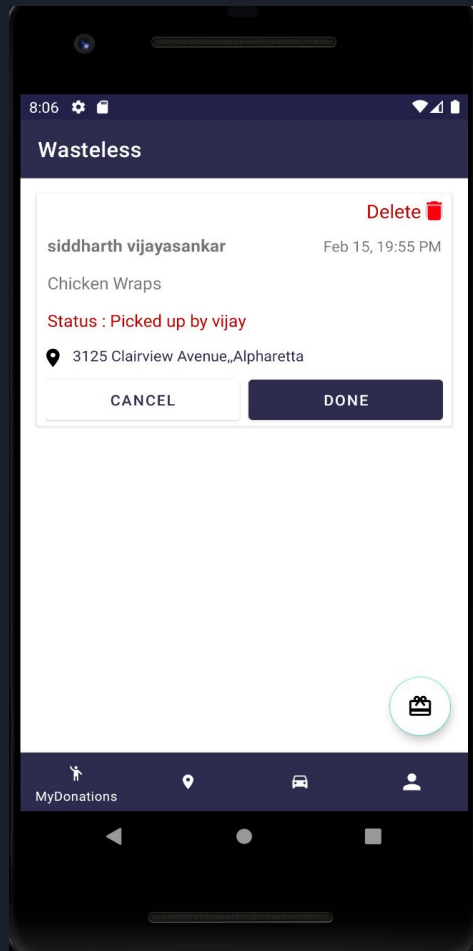 8:06
Wasteless
Delete
siddharth vijayasankar Feb 15, 19:55 PM
Chicken Wraps
Status : Picked up by vijay
3125 Clairview Avenue,,Alpharetta
CANCEL DONE
MyDonations